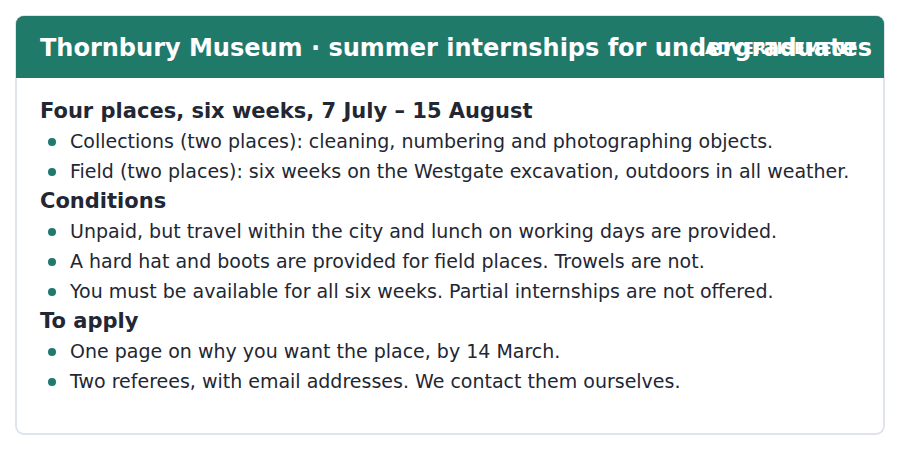 Thornbury Museum · summer internships for undergraduates
ADVERTISEMENT
Four places, six weeks, 7 July – 15 August
Collections (two places): cleaning, numbering and photographing objects.
Field (two places): six weeks on the Westgate excavation, outdoors in all weather.
Conditions
Unpaid, but travel within the city and lunch on working days are provided.
A hard hat and boots are provided for field places. Trowels are not.
You must be available for all six weeks. Partial internships are not offered.
To apply
One page on why you want the place, by 14 March.
Two referees, with email addresses. We contact them ourselves.